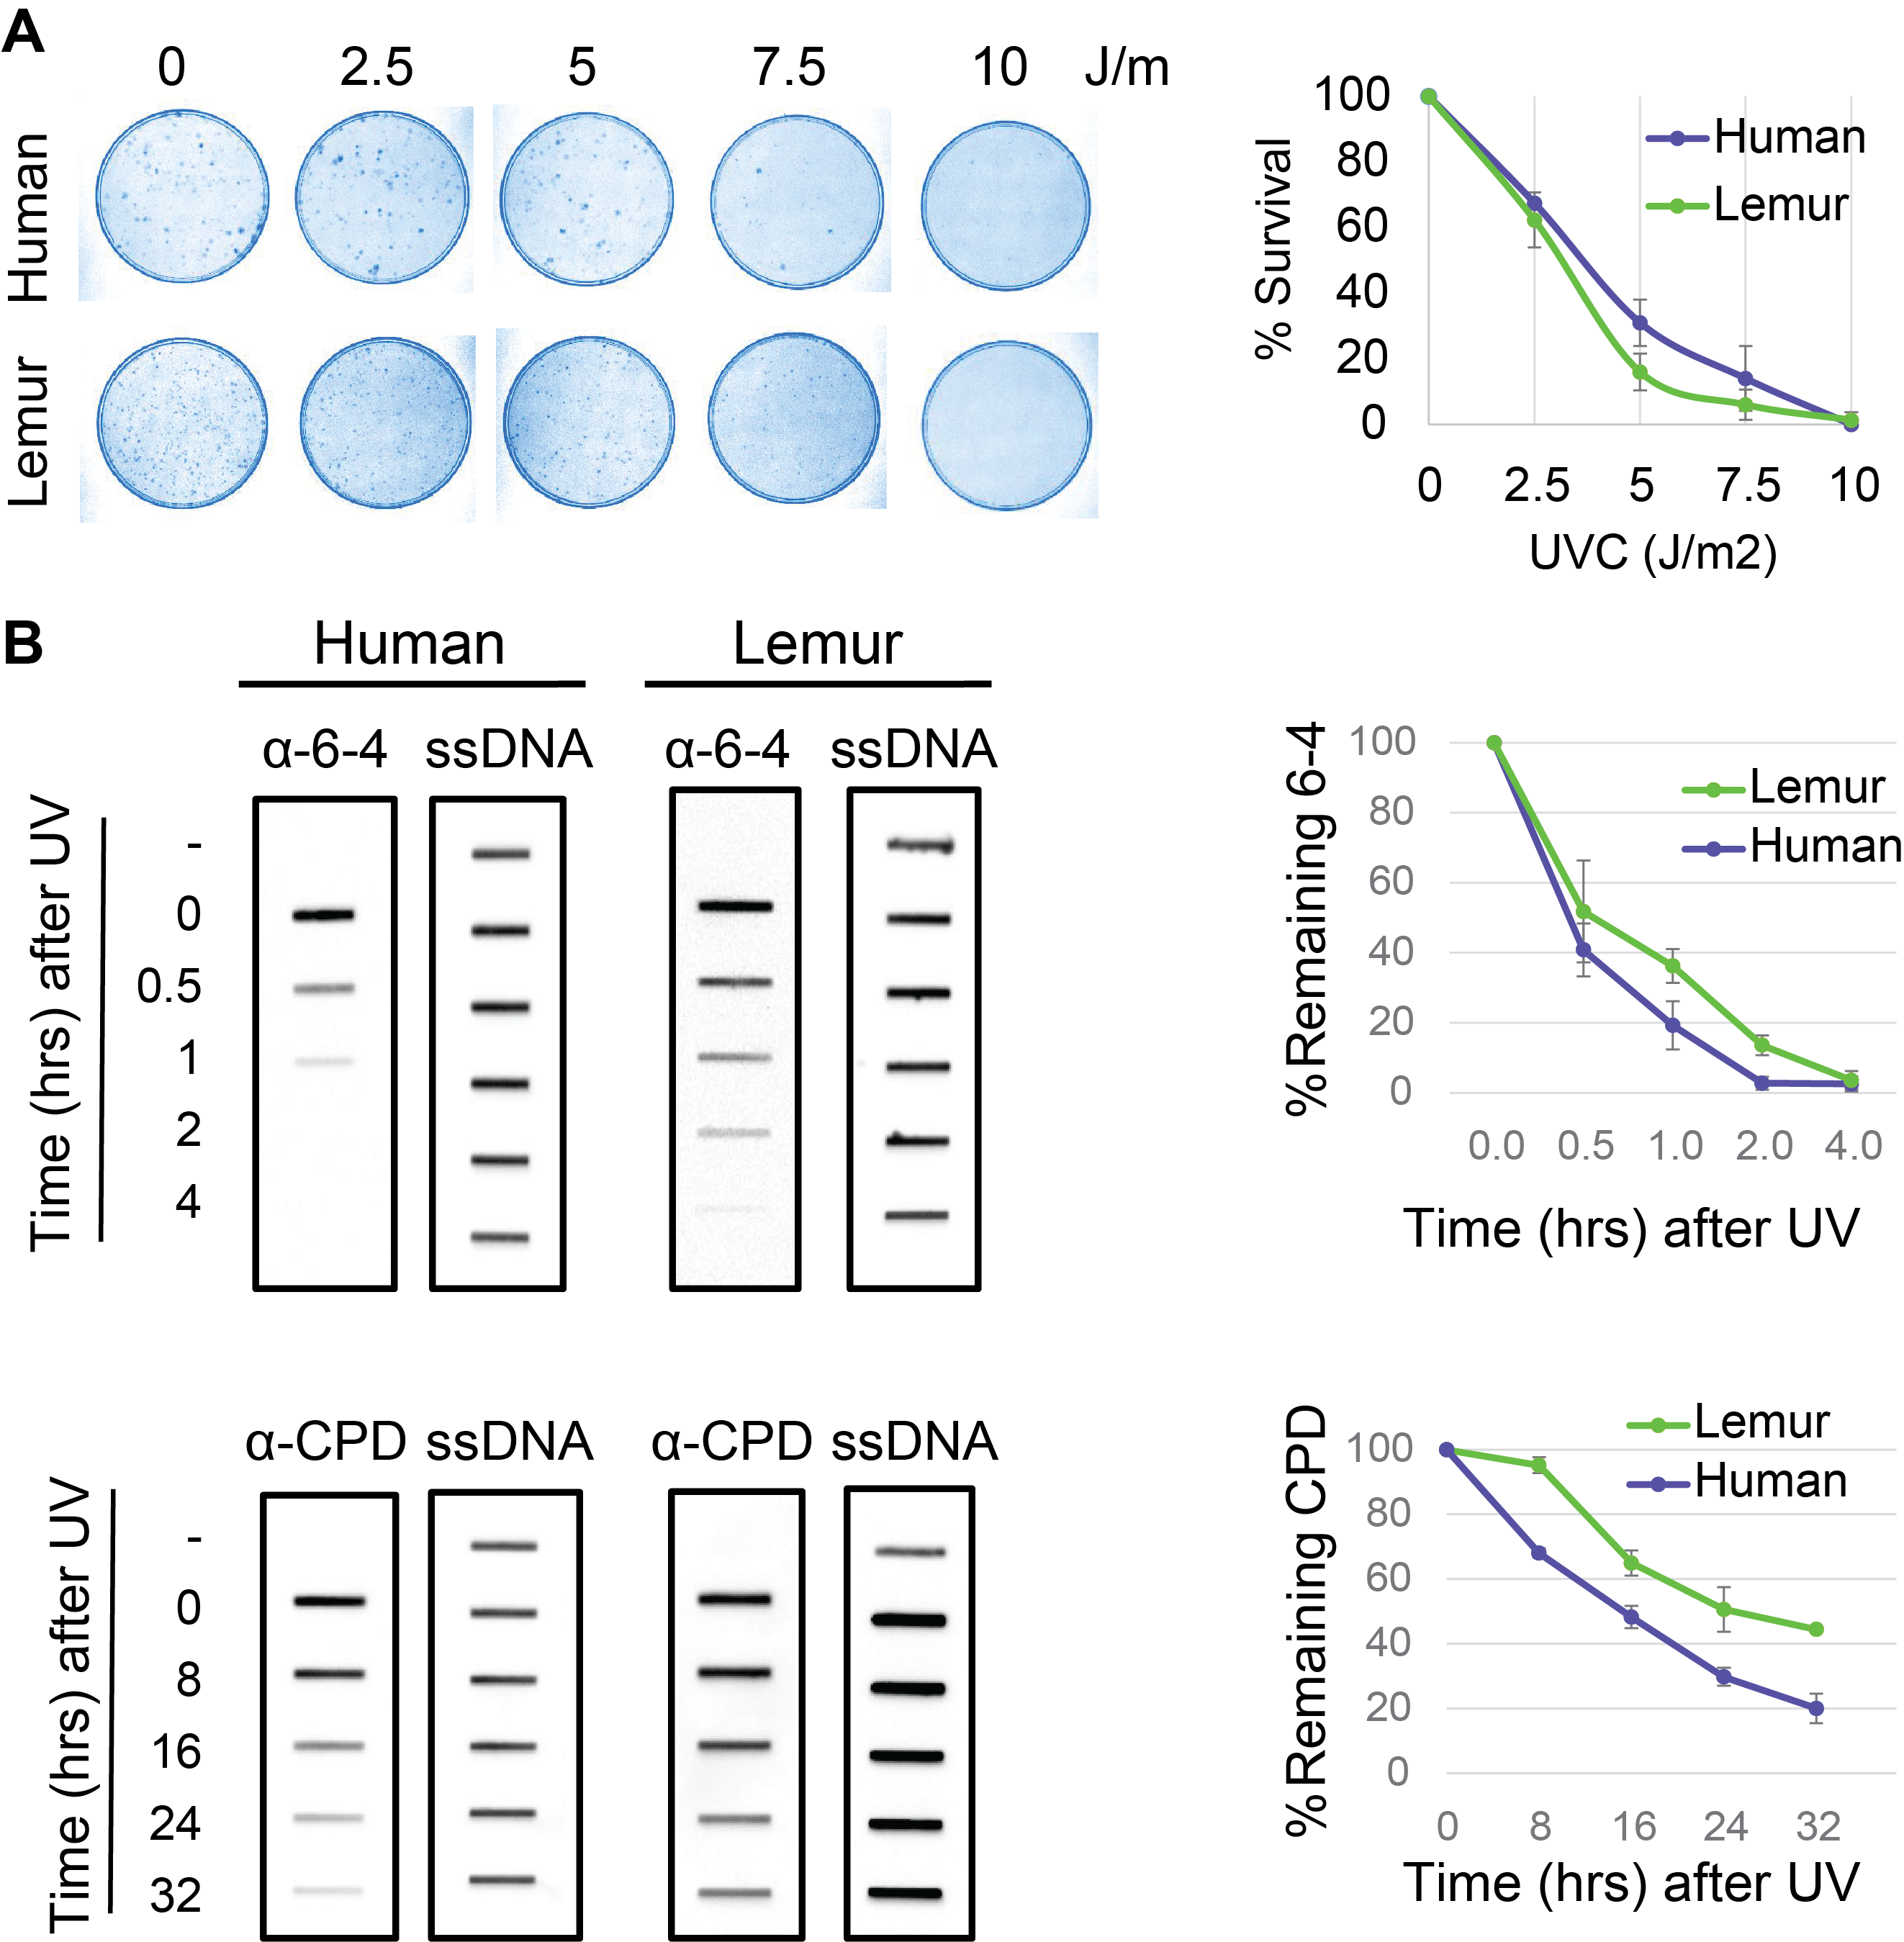 A
0 2.5 5 7.5 10 J/m
Human
Lemur
% Survival
100
80
60
40
20
0
Human
Lemur
0 2.5 5 7.5 10
UVC (J/m2)
B
Human Lemur
α-6-4 ssDNA α-6-4 ssDNA
Time (hrs) after UV
-
0
0.5
1
2
4
%Remaining 6-4
100
80
60
40
20
0
Lemur
Human
0.0 0.5 1.0 2.0 4.0
Time (hrs) after UV
α-CPD ssDNA α-CPD ssDNA
Time (hrs) after UV
-
0
8
16
24
32
%Remaining CPD
100
80
60
40
20
0
Lemur
Human
0 8 16 24 32
Time (hrs) after UV